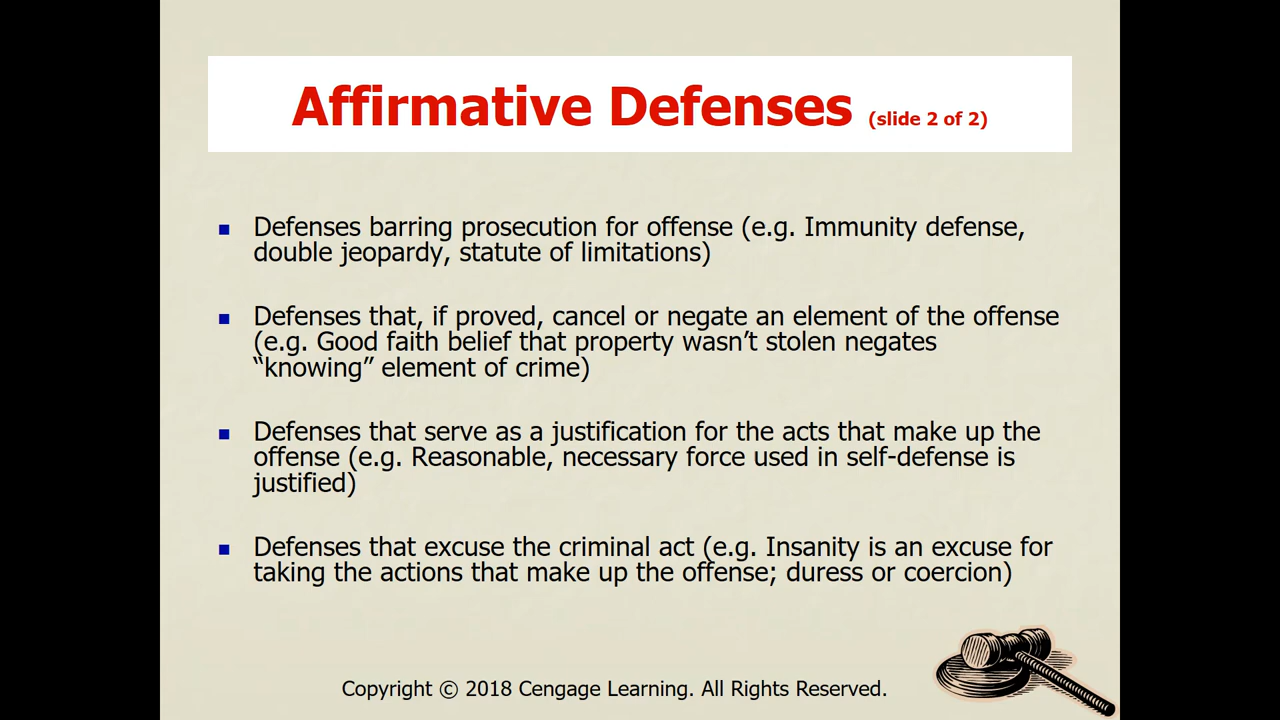 Affirmative Defenses (slide 2 of 2)
■ Defenses barring prosecution for offense (e.g. Immunity defense,
double jeopardy, statute of limitations)
■ Defenses that, if proved, cancel or negate an element of the offense
(e.g. Good faith belief that property wasn’t stolen negates
“knowing” element of crime)
■ Defenses that serve as a justification for the acts that make up the
offense (e.g. Reasonable, necessary force used in self-defense is
justified)
■ Defenses that excuse the criminal act (e.g. Insanity is an excuse for
taking the actions that make up the offense; duress or coercion)
Copyright © 2018 Cengage Learning. All Rights Reserved.